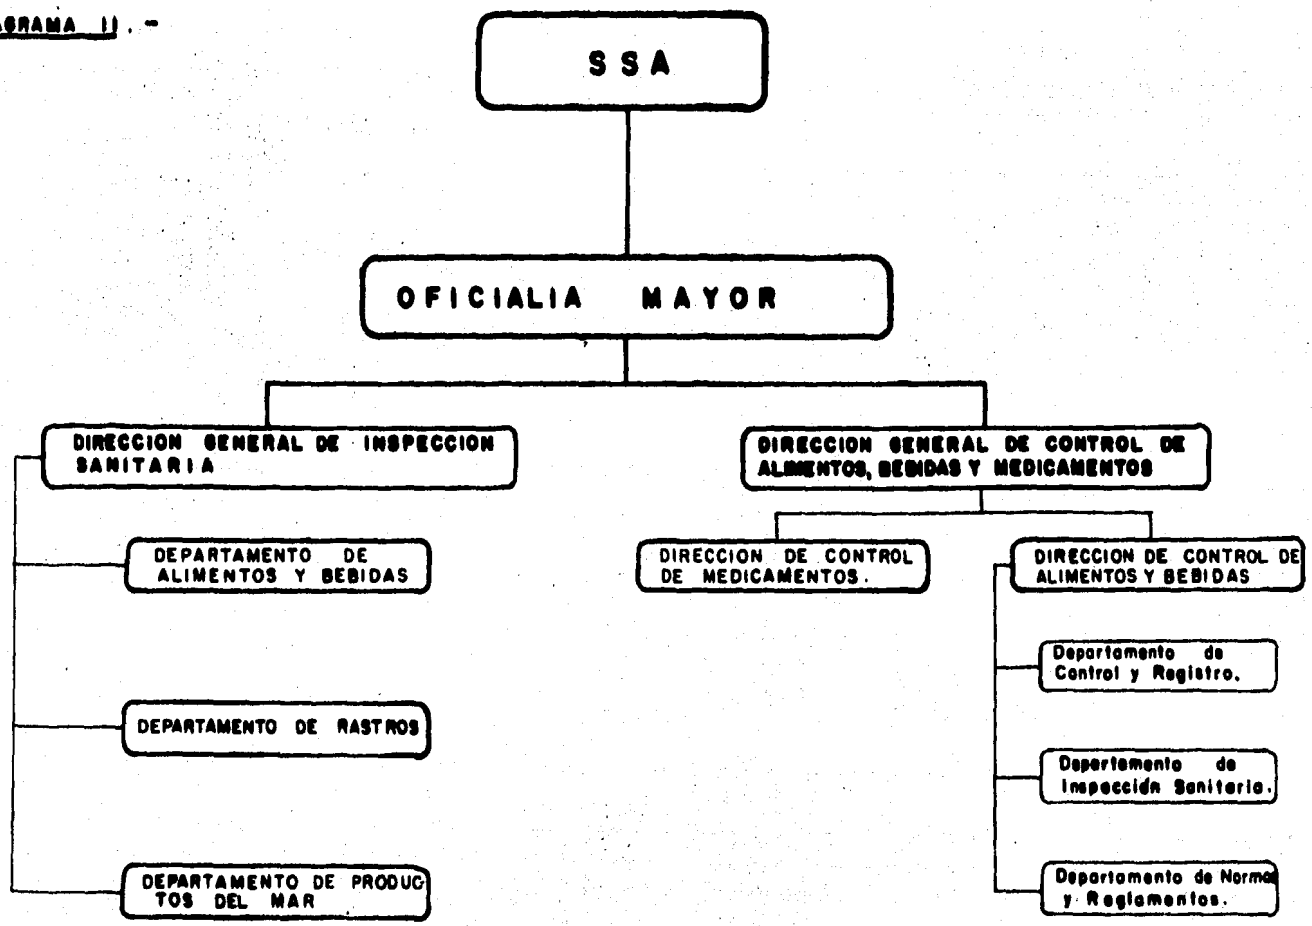 AGRAMA II.-
SSA
OFICIALIA MAYOR
DIRECCION GENERAL DE INSPECCION
SANITARIA
DIRECCION GENERAL DE CONTROL DE
ALIMENTOS, BEBIDAS Y MEDICAMENTOS
DEPARTAMENTO DE
ALIMENTOS Y BEBIDAS
DEPARTAMENTO DE RASTROS
DEPARTAMENTO DE PRODUC
TOS DEL MAR
DIRECCION DE CONTROL
DE MEDICAMENTOS.
DIRECCION DE CONTROL DE
ALIMENTOS Y BEBIDAS
Departamento de
Control y Registro.
Departamento de
Inspección Sanitaria.
Departamento de Normas
y Reglamentos.